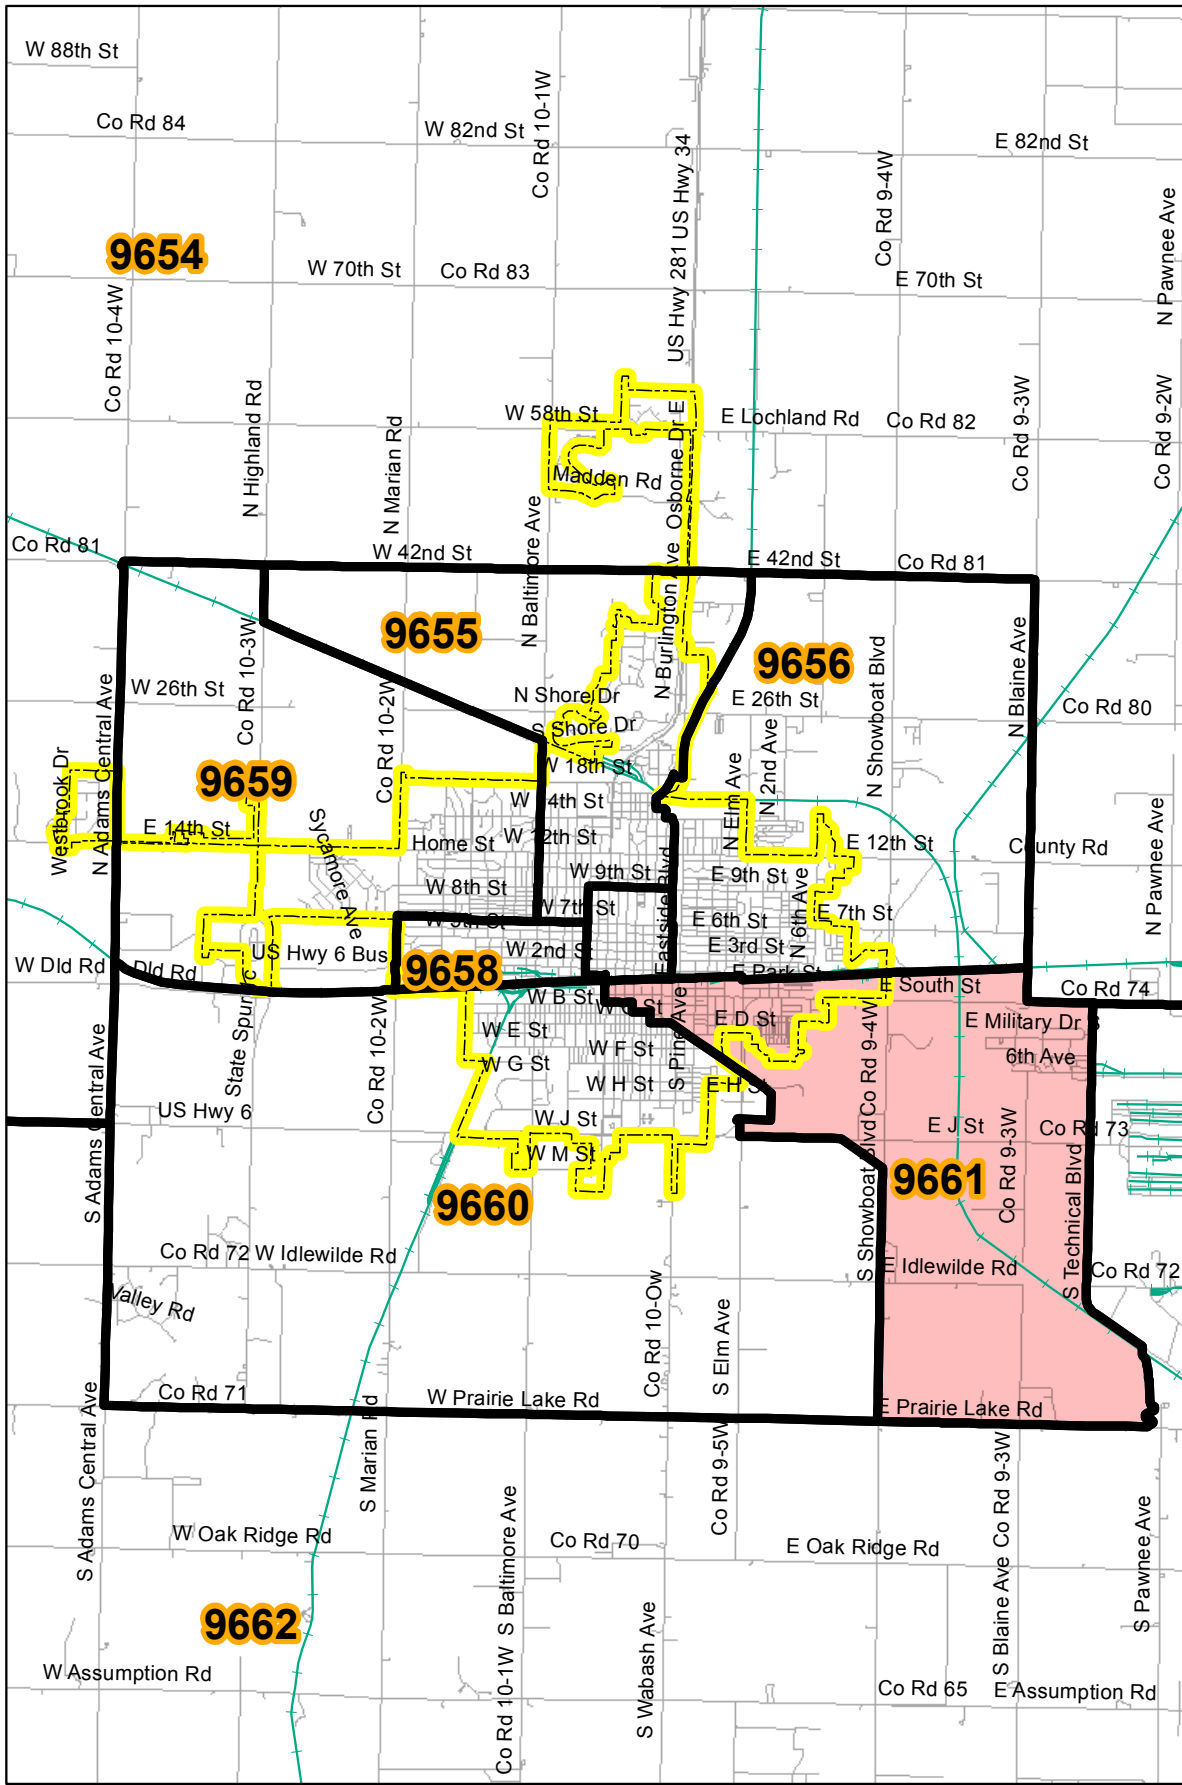 W 88th St
Co Rd 84
W 82nd St
Co Rd 10-1W
US Hwy 281 US Hwy 34
Co Rd 9-4W
E 82nd St
N Pawnee Ave
9654
W 70th St
Co Rd 83
E 70th St
Co Rd 10-4W
N Highland Rd
N Marian Rd
W 58th St
E Lochland Rd
Co Rd 82
Co Rd 9-3W
Co Rd 9-2W
Madden Rd
Osborne Dr E
Co Rd 81
W 42nd St
N Baltimore Ave
E 42nd St
Co Rd 81
9655
N Burlington Ave
9656
N Showboat Blvd
N Blaine Ave
W 26th St
Co Rd 10-3W
Co Rd 10-2W
N Shore Dr
S Shore Dr
E 26th St
Co Rd 80
N Adams Central Ave
Westbrook Dr
9659
W 18th St
N Elm Ave
N 2nd Ave
E 14th St
Sycamore Ave
Home St
W 14th St
W 12th St
E 12th St
County Rd
N Pawnee Ave
W 8th St
W 9th St
E 9th St
N 6th Ave
W 7th St
E 7th St
W 5th St
Eastside Blvd
E 6th St
US Hwy 6 Bus
W 2nd S
E 3rd St
W Dld Rd
Dld Rd
9658
E Park St
E South St
Co Rd 74
W B St
W C St
E D St
E Military Dr S
W E St
W F St
S Pine Ave
6th Ave
State Spur
Co Rd 10-2W
W G St
W H St
E H St
Co Rd 9-4W
S Adams Central Ave
US Hwy 6
W J St
E J St
Co Rd 73
W M St
9660
9661
Co Rd 9-3W
S Technical Blvd
S Showboat Blvd
Co Rd 72 W Idlewilde Rd
E Idlewilde Rd
Co Rd 72
Valley Rd
Co Rd 10-Ow
S Elm Ave
Co Rd 71
W Prairie Lake Rd
E Prairie Lake Rd
S Adams Central Ave
S Marian Rd
Co Rd 9-5W
Co Rd 9-3W
W Oak Ridge Rd
S Baltimore Ave
Co Rd 70
E Oak Ridge Rd
S Blaine Ave
S Pawnee Ave
9662
W Assumption Rd
Co Rd 10-1W
S Wabash Ave
Co Rd 65
E Assumption Rd